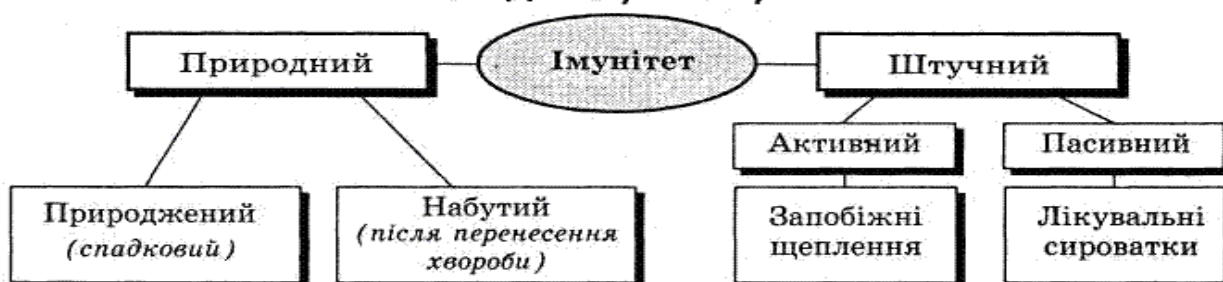 Природний
Імунітет
Штучний
Активний
Пасивний
Природжений
(спадковий)
Набутий
(після перенесення
хвороби)
Запобіжні
щеплення
Лікувальні
сироватки